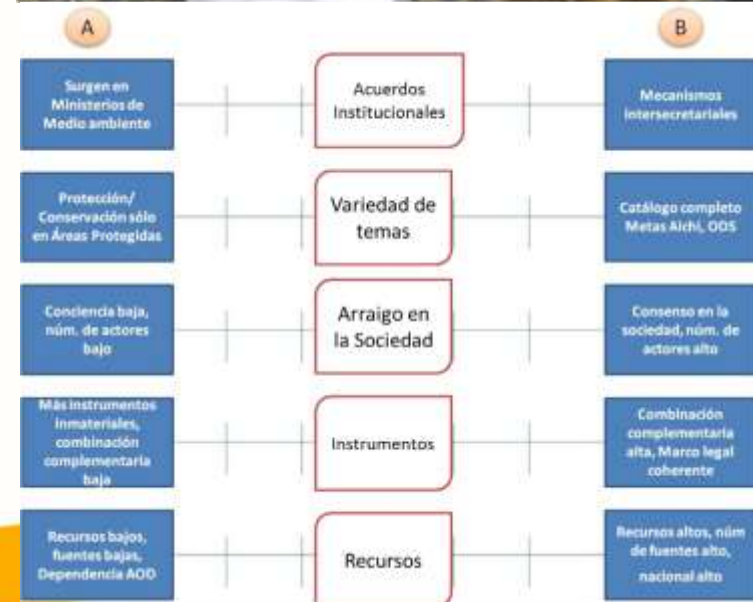 A
B
Surgen en
Ministerios de
Medio ambiente
Acuerdos
Institucionales
Mecanismos
Intersecretariales
Protección/
Conservación sólo
en Áreas Protegidas
Variedad de
temas
Catálogo completo
Metas Aichi, ODS
Conciencia baja,
núm. de actores
bajo
Arraigo en
la Sociedad
Consenso en la
sociedad, núm. de
actores alto
Más instrumentos
inmateriales,
combinación
complementaria
baja
Instrumentos
Combinación
complementaria
alta, Marco legal
coherente
Recursos bajos,
fuentes bajas,
Dependencia AOD
Recursos
Recursos altos, núm
de fuentes alto,
nacional alto